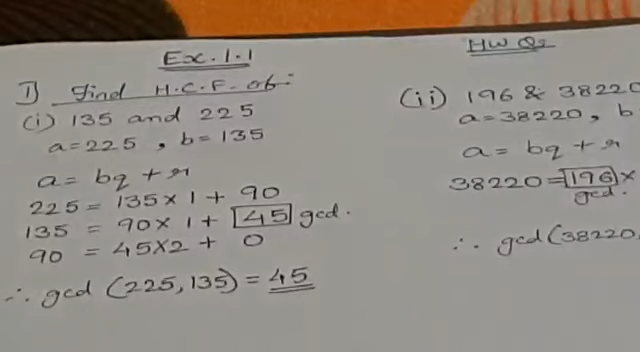 Ex. 1.1
I) Find H.C.F. of:
(i) 135 and 225
a = 225 , b = 135
a = bq + r
225 = 135 × 1 + 90
135 = 90 × 1 + 45 gcd.
90 = 45 × 2 + 0
∴ gcd (225, 135) = 45
HW Qs
(ii) 196 & 38220
a = 38220 , b
a = bq + r
38220 = 196 ×
gcd.
∴ gcd (38220,